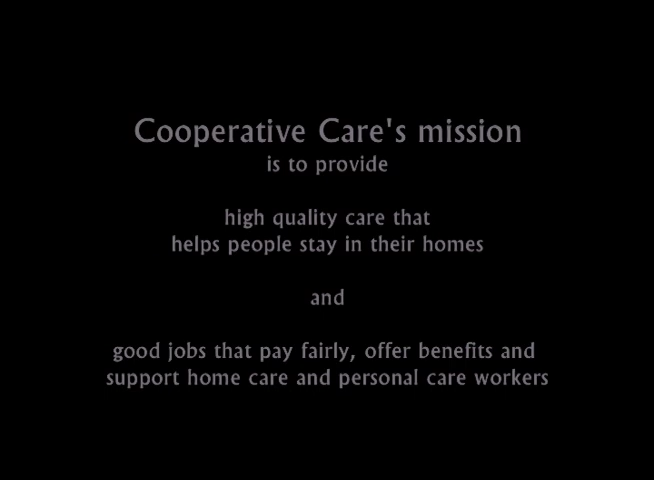 Cooperative Care's mission
is to provide
high quality care that
helps people stay in their homes
and
good jobs that pay fairly, offer benefits and
support home care and personal care workers